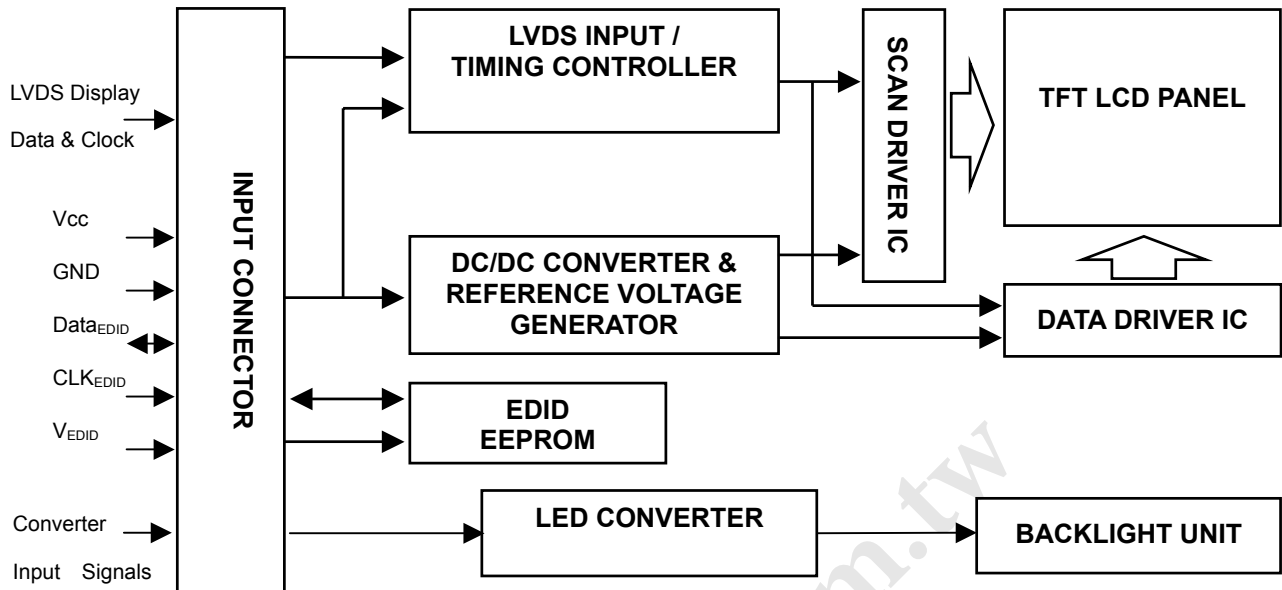 LVDS Display
Data & Clock
Vcc
GND
DataEDID
CLKEDID
VEDID
Converter
Input Signals
INPUT CONNECTOR
LVDS INPUT /
TIMING CONTROLLER
DC/DC CONVERTER &
REFERENCE VOLTAGE
GENERATOR
EDID
EEPROM
LED CONVERTER
SCAN DRIVER IC
TFT LCD PANEL
DATA DRIVER IC
BACKLIGHT UNIT
m.tw